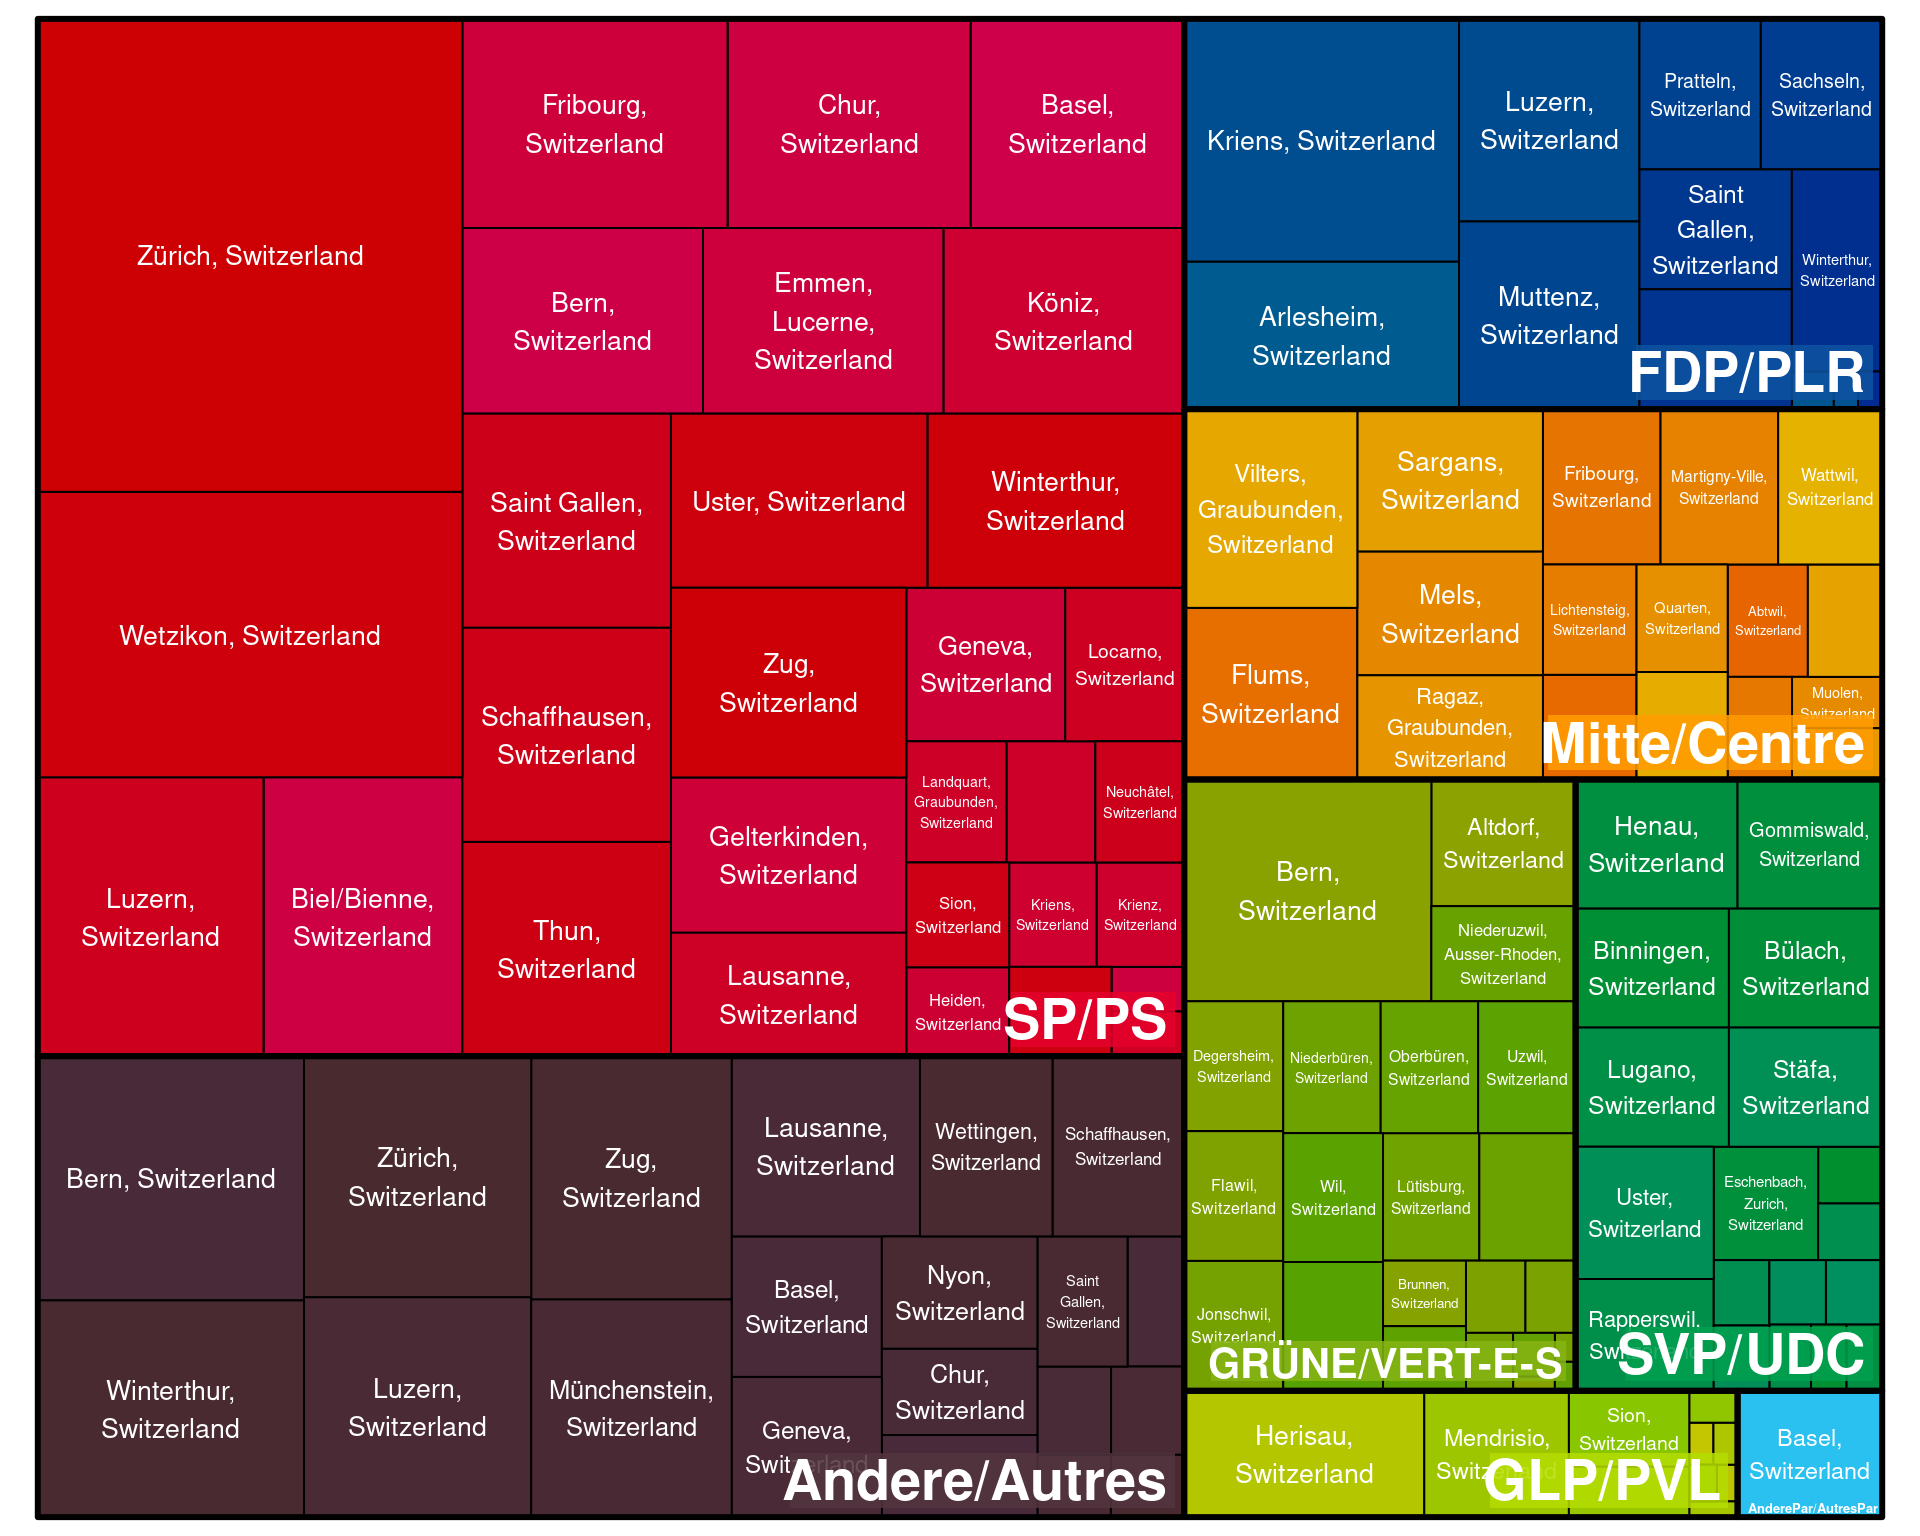 Zürich, Switzerland
Wetzikon, Switzerland
Luzern,
Switzerland
Biel/Bienne,
Switzerland
Fribourg,
Switzerland
Chur,
Switzerland
Basel,
Switzerland
Bern,
Switzerland
Emmen,
Lucerne,
Switzerland
Köniz,
Switzerland
Saint Gallen,
Switzerland
Uster, Switzerland
Winterthur,
Switzerland
Schaffhausen,
Switzerland
Thun,
Switzerland
Zug,
Switzerland
Gelterkinden,
Switzerland
Lausanne,
Switzerland
Geneva,
Switzerland
Locarno,
Switzerland
Landquart,
Graubunden,
Switzerland
Neuchâtel,
Switzerland
Sion,
Switzerland
Kriens,
Switzerland
Krienz,
Switzerland
Heiden,
Switzerland
SP/PS
Kriens, Switzerland
Arlesheim,
Switzerland
Luzern,
Switzerland
Muttenz,
Switzerland
Pratteln,
Switzerland
Sachseln,
Switzerland
Saint
Gallen,
Switzerland
Winterthur,
Switzerland
FDP/PLR
Vilters,
Graubunden,
Switzerland
Flums,
Switzerland
Sargans,
Switzerland
Mels,
Switzerland
Ragaz,
Graubunden,
Switzerland
Fribourg,
Switzerland
Martigny-Ville,
Switzerland
Wattwil,
Switzerland
Lichtensteig,
Switzerland
Quarten,
Switzerland
Abtwil,
Switzerland
Muolen,
Switzerland
Mitte/Centre
Bern,
Switzerland
Altdorf,
Switzerland
Niederuzwil,
Ausser-Rhoden,
Switzerland
Degersheim,
Switzerland
Niederbüren,
Switzerland
Oberbüren,
Switzerland
Uzwil,
Switzerland
Flawil,
Switzerland
Wil,
Switzerland
Lütisburg,
Switzerland
Jonschwil,
Switzerland
Brunnen,
Switzerland
GRÜNE/VERT-E-S
Henau,
Switzerland
Gommiswald,
Switzerland
Binningen,
Switzerland
Bülach,
Switzerland
Lugano,
Switzerland
Stäfa,
Switzerland
Uster,
Switzerland
Eschenbach,
Zurich,
Switzerland
Rapperswil,
SVP/UDC
Bern, Switzerland
Winterthur,
Switzerland
Zürich,
Switzerland
Luzern,
Switzerland
Zug,
Switzerland
Münchenstein,
Switzerland
Lausanne,
Switzerland
Wettingen,
Switzerland
Schaffhausen,
Switzerland
Basel,
Switzerland
Nyon,
Switzerland
Saint
Gallen,
Switzerland
Chur,
Switzerland
Geneva,
Switzerland
Andere/Autres
Herisau,
Switzerland
Mendrisio,
Switzerland
Sion,
Switzerland
GLP/PVL
Basel,
Switzerland
AnderePar/AutresPar